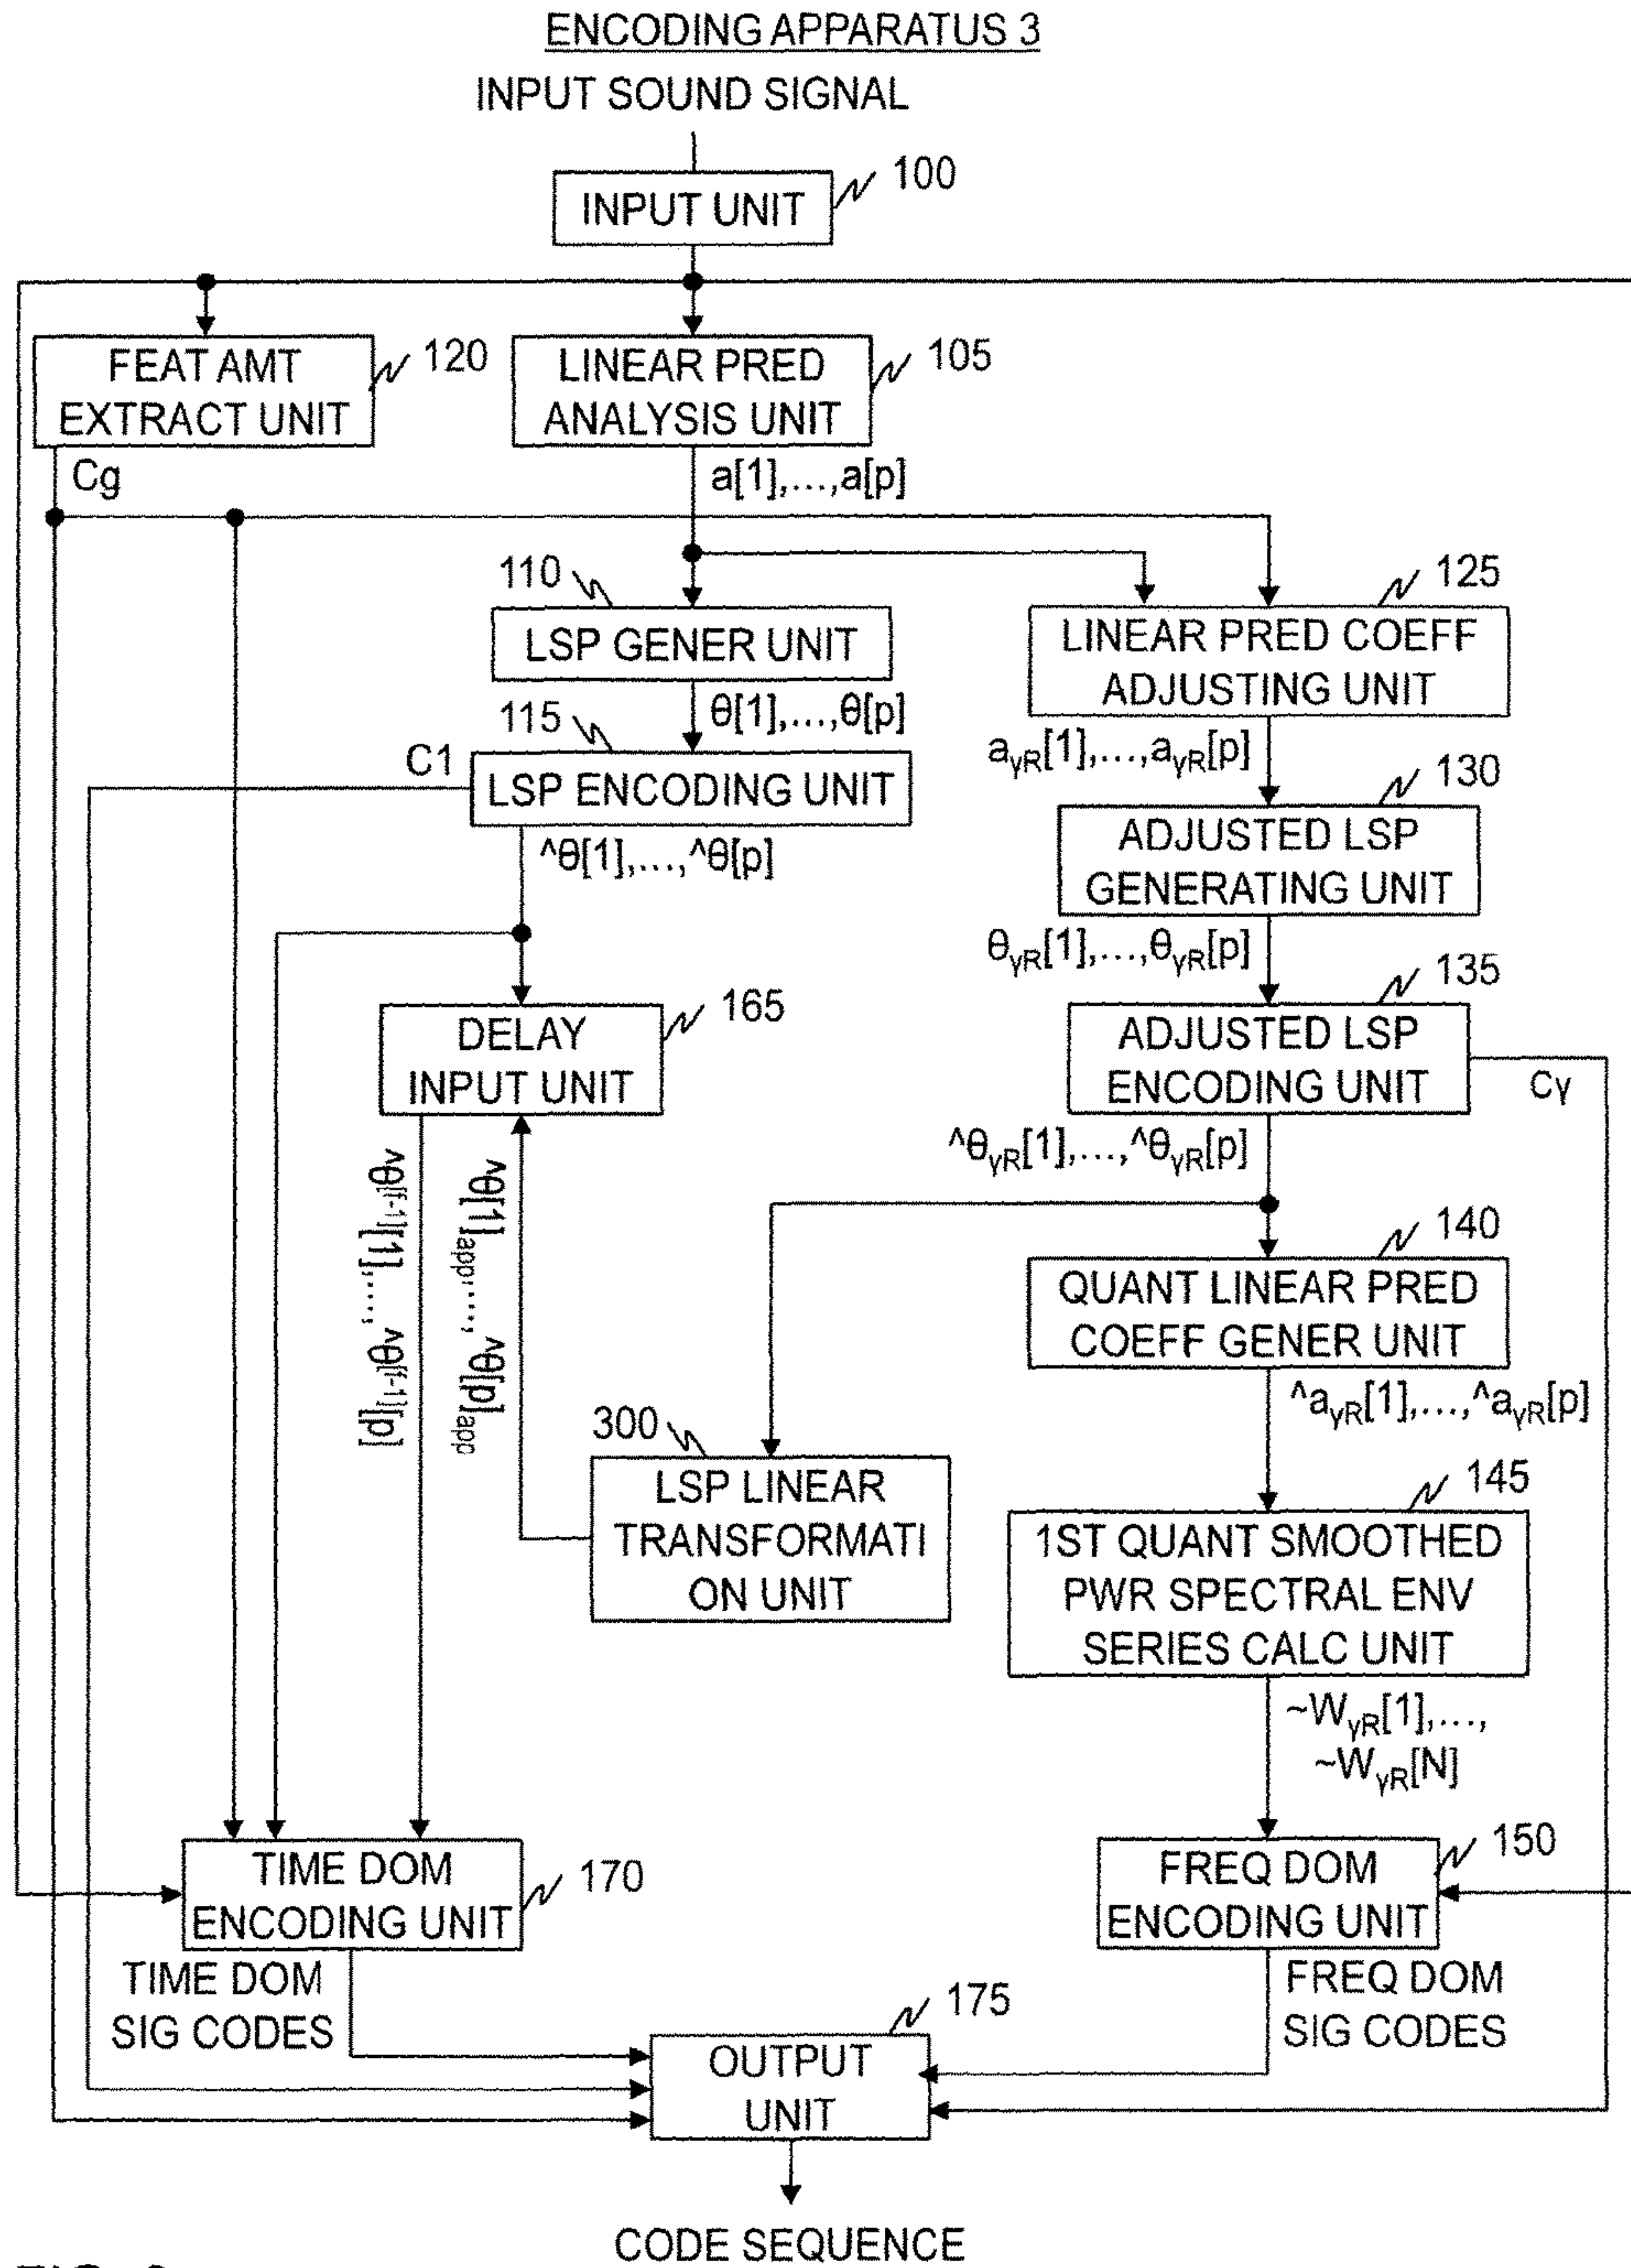 ENCODING APPARATUS 3
INPUT SOUND SIGNAL
INPUT UNIT
100
FEAT AMT
EXTRACT UNIT
120
LINEAR PRED
ANALYSIS UNIT
105
Cg
a[1],...,a[p]
110
LSP GENER UNIT
125
LINEAR PRED COEFF
ADJUSTING UNIT
θ[1],...,θ[p]
115
C1
LSP ENCODING UNIT
aγR[1],...,aγR[p]
130
ADJUSTED LSP
GENERATING UNIT
^θ[1],...,^θ[p]
θγR[1],...,θγR[p]
135
ADJUSTED LSP
ENCODING UNIT
Cγ
165
DELAY
INPUT UNIT
^θγR[1],...,^θγR[p]
^θ[f-1][1],...,^θ[f-1][p]
^θ[1]app,...,^θ[p]app
140
QUANT LINEAR PRED
COEFF GENER UNIT
^aγR[1],...,^aγR[p]
300
LSP LINEAR
TRANSFORMATI
ON UNIT
145
1ST QUANT SMOOTHED
PWR SPECTRAL ENV
SERIES CALC UNIT
~WγR[1],...,
~WγR[N]
TIME DOM
ENCODING UNIT
170
FREQ DOM
ENCODING UNIT
150
TIME DOM
SIG CODES
FREQ DOM
SIG CODES
175
OUTPUT
UNIT
CODE SEQUENCE